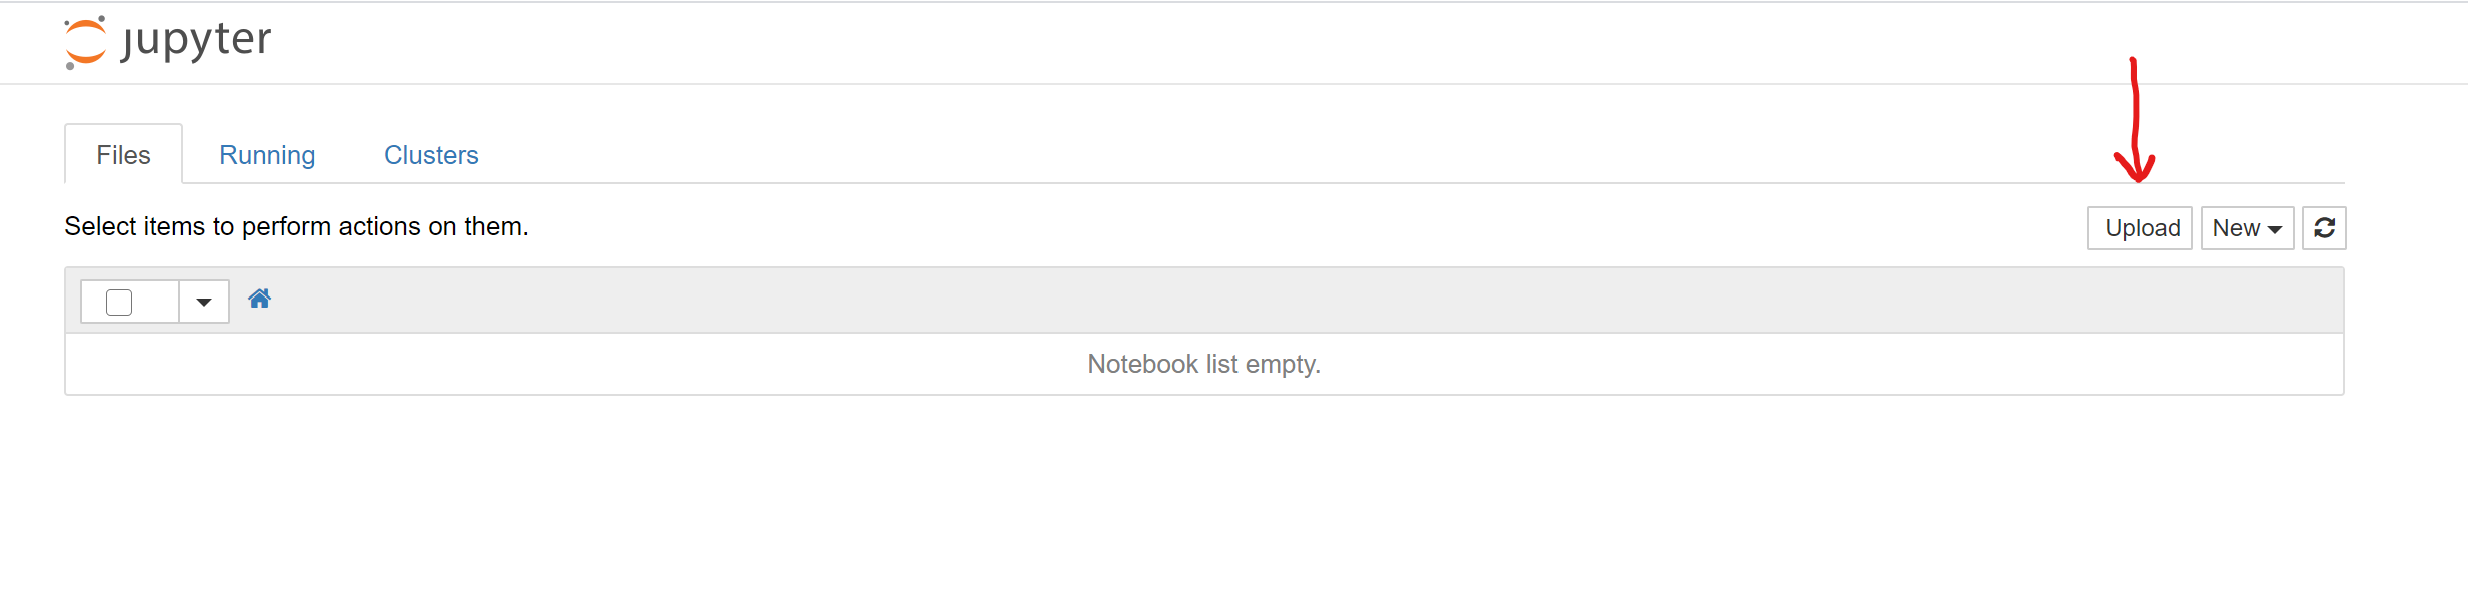 jupyter
Files Running Clusters
Select items to perform actions on them. Upload New
Notebook list empty.